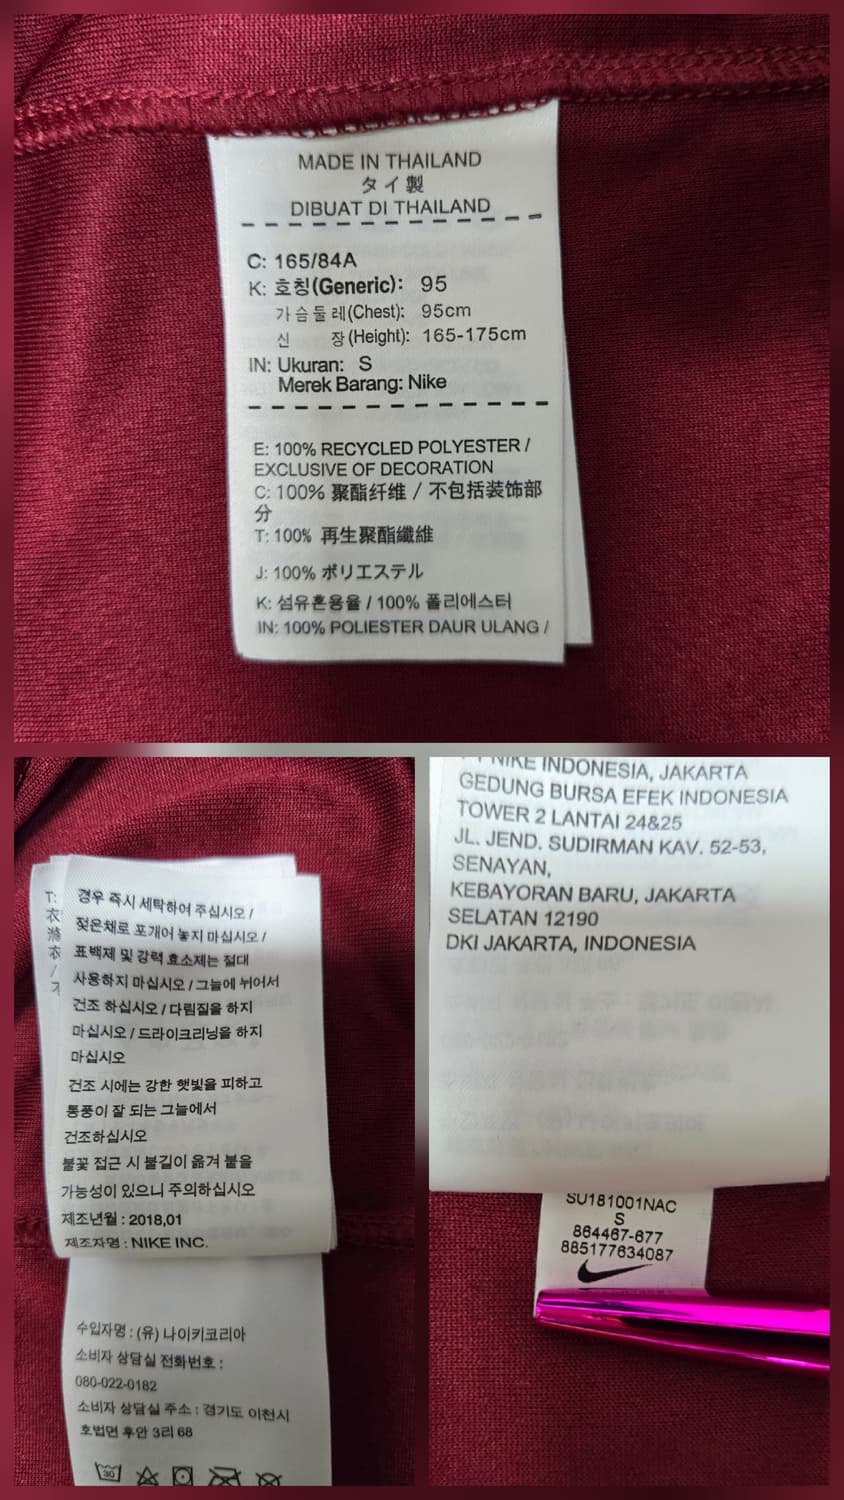 MADE IN THAILAND
タイ製
DIBUAT DI THAILAND
C: 165/84A
K: 호칭(Generic): 95
가슴둘레(Chest): 95cm
신 장(Height): 165-175cm
IN: Ukuran: S
Merek Barang: Nike
E: 100% RECYCLED POLYESTER /
EXCLUSIVE OF DECORATION
C: 100% 聚酯纤维 / 不包括装饰部
分
T: 100% 再生聚酯纖維
J: 100% ポリエステル
K: 섬유혼용율 / 100% 폴리에스터
IN: 100% POLIESTER DAUR ULANG /
T:
衣
滌
衣
/
不
경우 즉시 세탁하여 주십시오 /
젖은채로 포개어 놓지 마십시오 /
표백제 및 강력 효소제는 절대
사용하지 마십시오 / 그늘에 뉘어서
건조 하십시오 / 다림질을 하지
마십시오 / 드라이크리닝을 하지
마십시오
건조 시에는 강한 햇빛을 피하고
통풍이 잘 되는 그늘에서
건조하십시오
불꽃 접근 시 불길이 옮겨 붙을
가능성이 있으니 주의하십시오
제조년월 : 2018,01
제조자명 : NIKE INC.
수입자명 : (유) 나이키코리아
소비자 상담실 전화번호 :
080-022-0182
소비자 상담실 주소 : 경기도 이천시
호법면 후안 3리 68
30
PT NIKE INDONESIA, JAKARTA
GEDUNG BURSA EFEK INDONESIA
TOWER 2 LANTAI 24&25
JL. JEND. SUDIRMAN KAV. 52-53,
SENAYAN,
KEBAYORAN BARU, JAKARTA
SELATAN 12190
DKI JAKARTA, INDONESIA
SU181001NAC
S
864467-677
885177634087